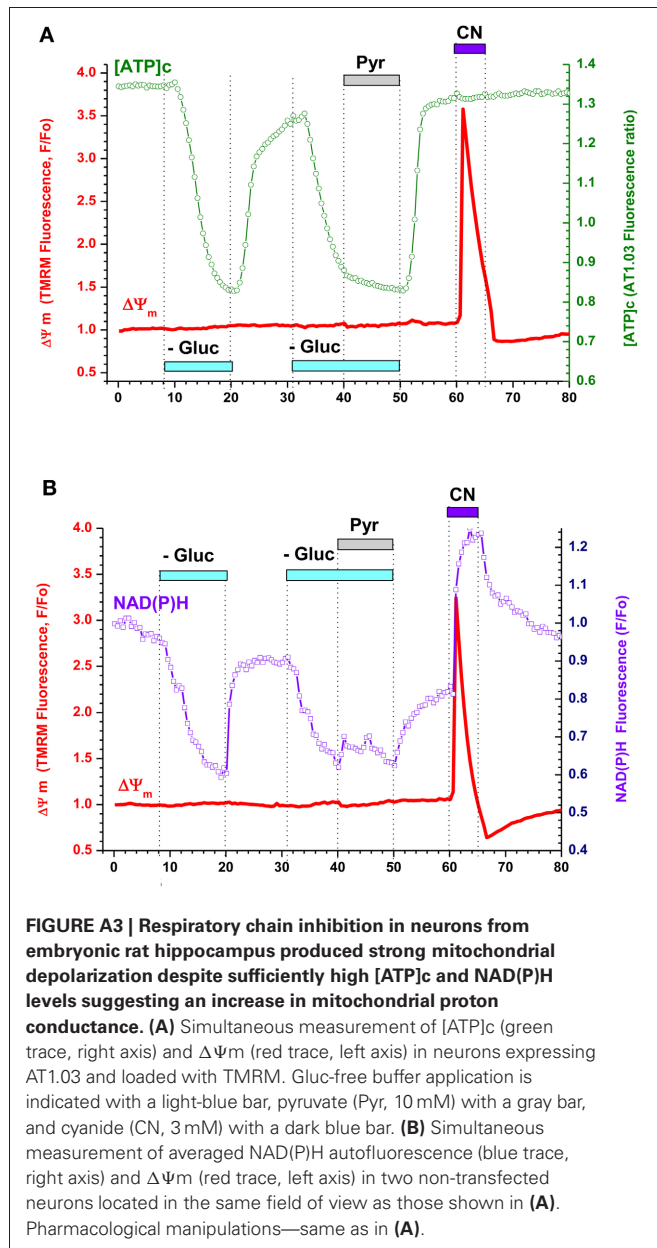 A
CN
[ATP]c
Pyr
4.0
3.5
3.0
2.5
2.0
1.5
1.0
0.5
ΔΨ m (TMRM Fluorescence, F/Fo)
1.4
1.3
1.2
1.1
1.0
0.9
0.8
0.7
0.6
[ATP]c (AT1.03 Fluorescence ratio)
ΔΨm
- Gluc
- Gluc
0 10 20 30 40 50 60 70 80
B
CN
Pyr
- Gluc
- Gluc
NAD(P)H
4.0
3.5
3.0
2.5
2.0
1.5
1.0
0.5
ΔΨ m (TMRM Fluorescence, F/Fo)
1.2
1.1
1.0
0.9
0.8
0.7
0.6
0.5
0.4
NAD(P)H Fluorescence (F/Fo)
ΔΨm
0 10 20 30 40 50 60 70 80
FIGURE A3 | Respiratory chain inhibition in neurons from
embryonic rat hippocampus produced strong mitochondrial
depolarization despite sufficiently high [ATP]c and NAD(P)H
levels suggesting an increase in mitochondrial proton
conductance. (A) Simultaneous measurement of [ATP]c (green
trace, right axis) and ΔΨm (red trace, left axis) in neurons expressing
AT1.03 and loaded with TMRM. Gluc-free buffer application is
indicated with a light-blue bar, pyruvate (Pyr, 10 mM) with a gray bar,
and cyanide (CN, 3 mM) with a dark blue bar. (B) Simultaneous
measurement of averaged NAD(P)H autofluorescence (blue trace,
right axis) and ΔΨm (red trace, left axis) in two non-transfected
neurons located in the same field of view as those shown in (A).
Pharmacological manipulations—same as in (A).